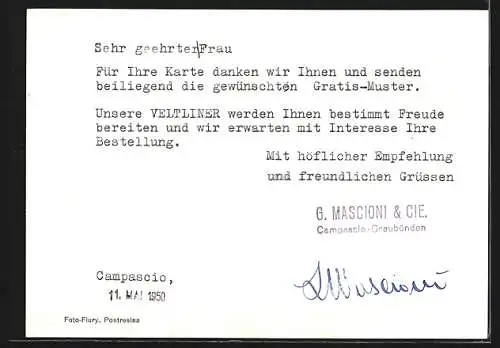 Sehr geehrter Frau
Für Ihre Karte danken wir Ihnen und senden
beiliegend die gewünschten Gratis-Muster.
Unsere VELTLINER werden Ihnen bestimmt Freude
bereiten und wir erwarten mit Interesse Ihre
Bestellung.
Mit höflicher Empfehlung
und freundlichen Grüssen
G. MASCIONI & CIE.
Campascio-Graubünden
Campascio,
11. MAI 1950
Mascioni
Foto-Flury, Pontresina